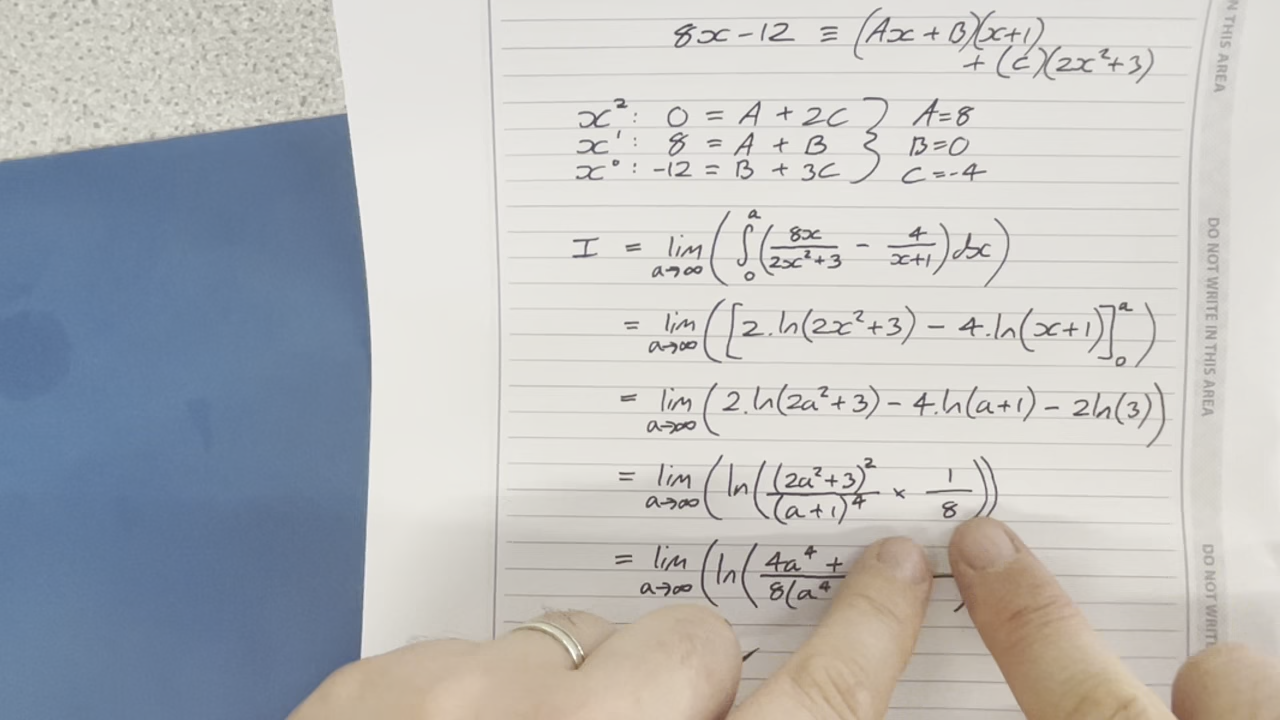 8x - 12 ≡ (Ax + B)(x+1)
+ (C)(2x²+3)
x²: 0 = A + 2C } A=8
x¹: 8 = A + B } B=0
x⁰: -12 = B + 3C } C=-4
I = lim a→∞ ( ∫₀ᵃ ( 8x/(2x²+3) - 4/(x+1) ) dx )
= lim a→∞ ( [ 2.ln(2x²+3) - 4.ln(x+1) ]₀ᵃ )
= lim a→∞ ( 2.ln(2a²+3) - 4.ln(a+1) - 2ln(3) )
= lim a→∞ ( ln( (2a²+3)²/(a+1)⁴ × 1/8 ) )
= lim a→∞ ( ln( 4a⁴ + / 8(a⁴
N THIS AREA
DO NOT WRITE IN THIS AREA
DO NOT WRIT